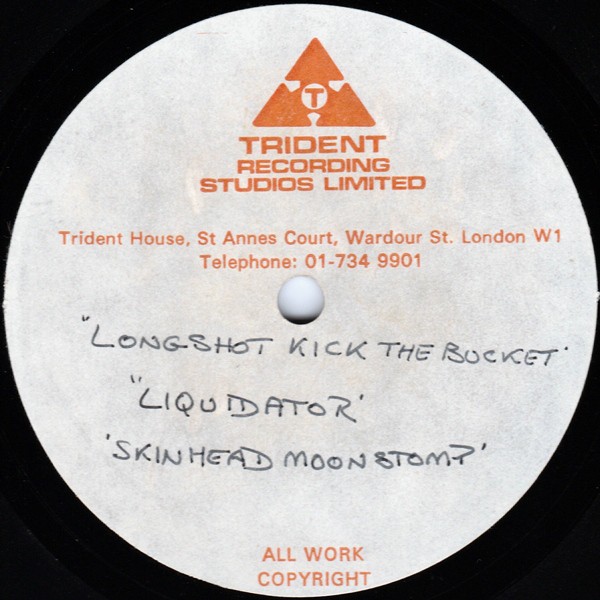 T
TRIDENT
RECORDING
STUDIOS LIMITED
Trident House, St Annes Court, Wardour St. London W1
Telephone: 01-734 9901
"LONGSHOT KICK THE BUCKET'
"LIQUIDATOR'
'SKINHEAD MOONSTOMP'
ALL WORK
COPYRIGHT